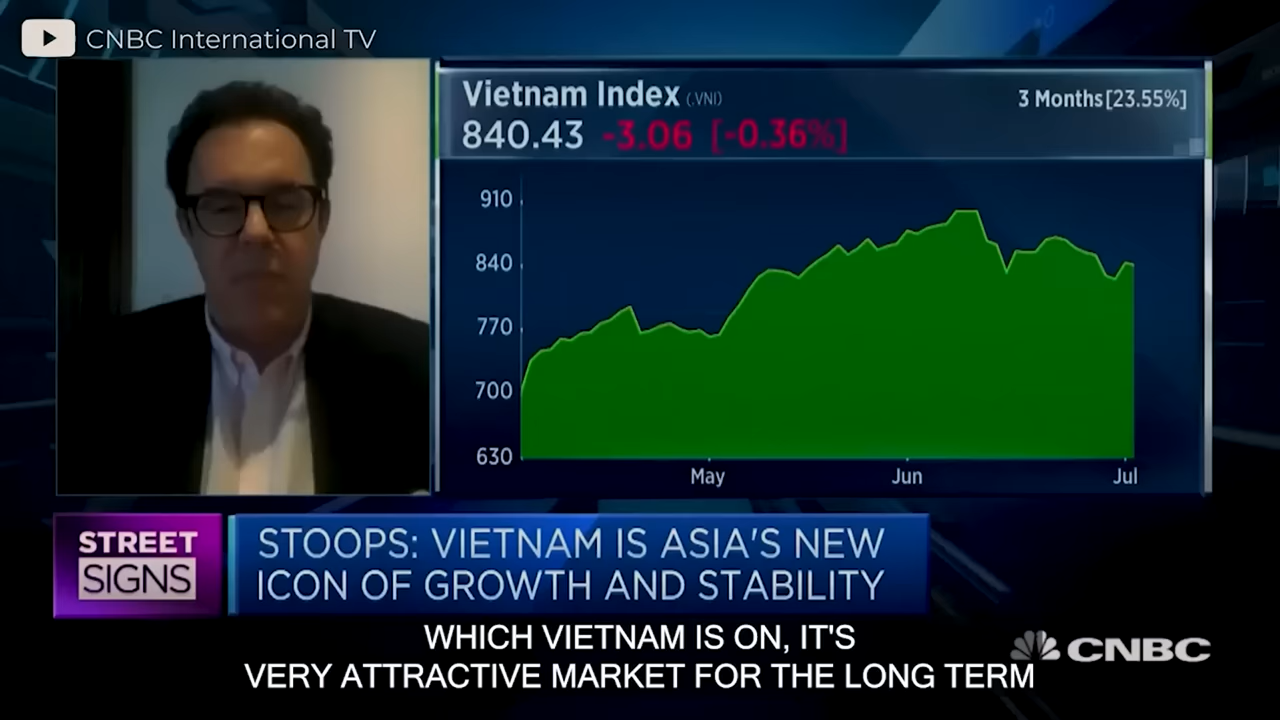 CNBC International TV
Vietnam Index (.VNI)
3 Months[23.55%]
840.43 -3.06 [-0.36%]
910
840
770
700
630
May Jun Jul
STREET
SIGNS
STOOPS: VIETNAM IS ASIA'S NEW
ICON OF GROWTH AND STABILITY
WHICH VIETNAM IS ON, IT'S
VERY ATTRACTIVE MARKET FOR THE LONG TERM
CNBC